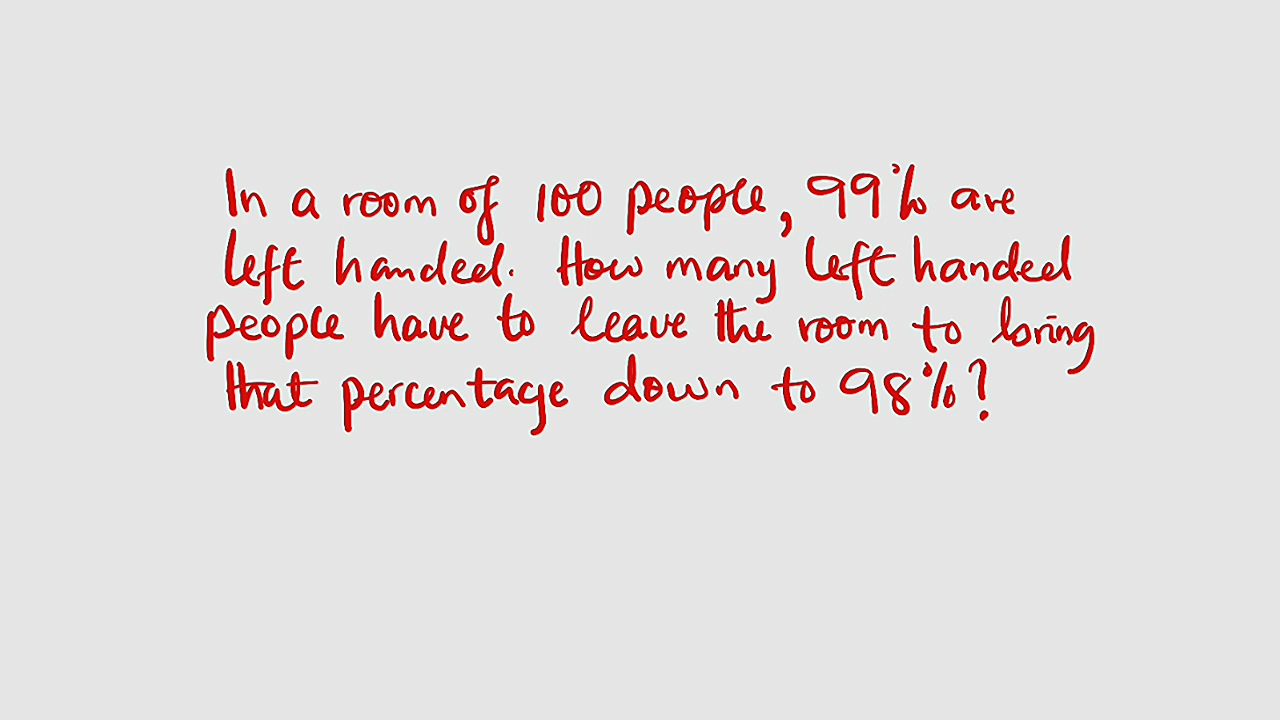 In a room of 100 people, 99% are
left handed. How many left handed
people have to leave the room to bring
that percentage down to 98%?